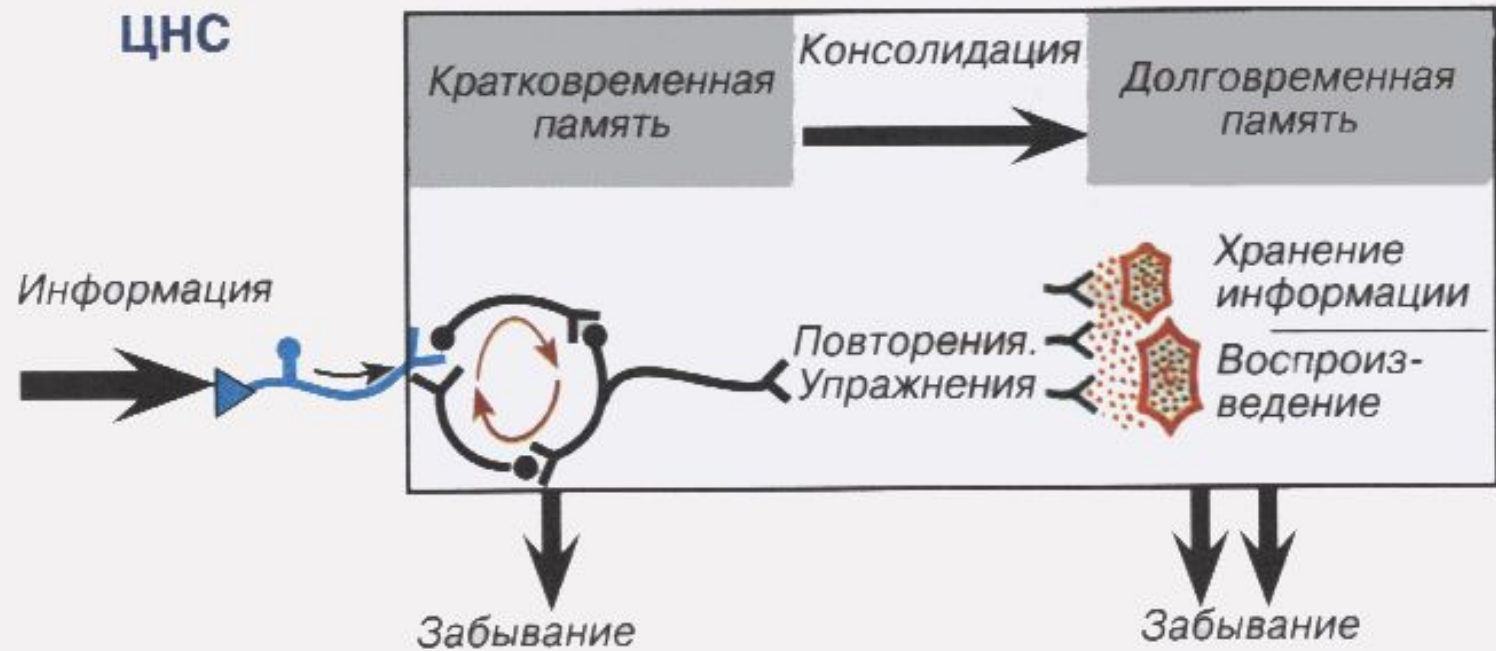 ЦНС
Кратковременная
память
Консолидация
Долговременная
память
Информация
Повторения.
Упражнения
Хранение
информации
Воспроиз-
ведение
Забывание
Забывание